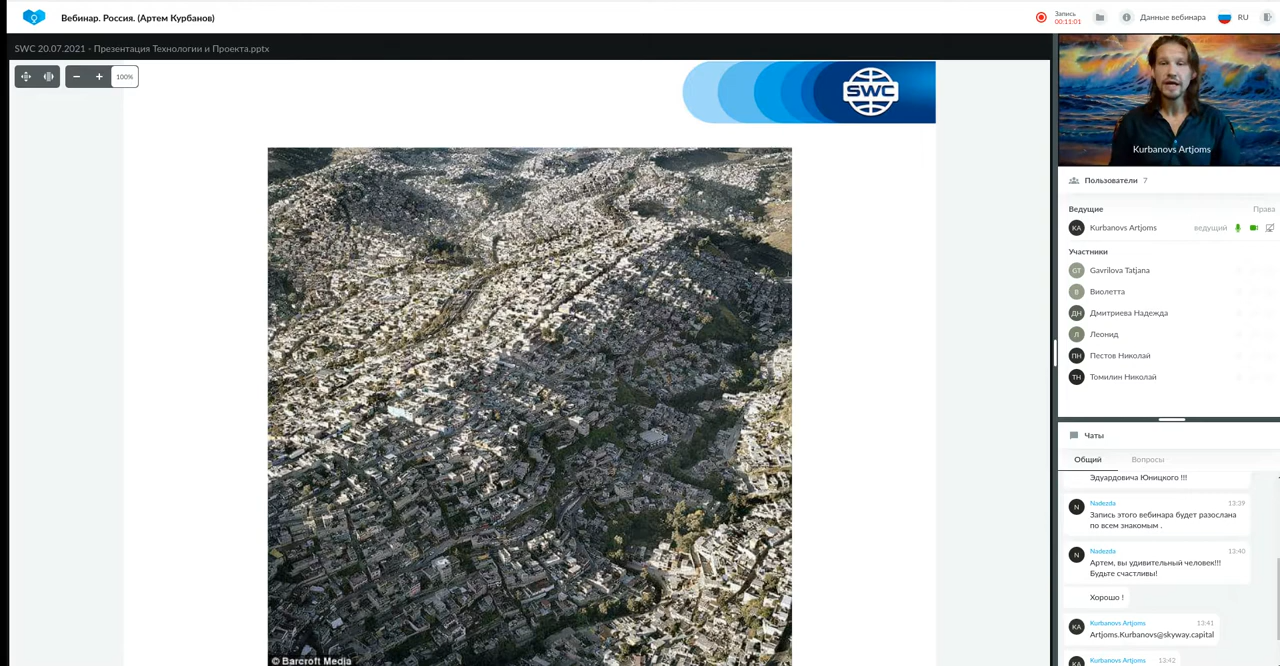 Вебинар. Россия. (Артем Курбанов)
Запись
00:11:01
Данные вебинара
RU
SWC 20.07.2021 - Презентация Технологии и Проекта.pptx
100%
SWC
© Barcroft Media
Kurbanovs Artjoms
Пользователи 7
Ведущие Права
KA Kurbanovs Artjoms ведущий
Участники
GT Gavrilova Tatjana
В Виолетта
ДН Дмитриева Надежда
Л Леонид
ПН Пестов Николай
ТН Томилин Николай
Чаты
Общий Вопросы
Эдуардовича Юницкого !!!
N Nadezda 13:39
Запись этого вебинара будет разослана
по всем знакомым .
N Nadezda 13:40
Артем, вы удивительный человек!!!
Будьте счастливы!
Хорошо !
KA Kurbanovs Artjoms 13:41
Artjoms.Kurbanovs@skyway.capital
KA Kurbanovs Artjoms 13:42